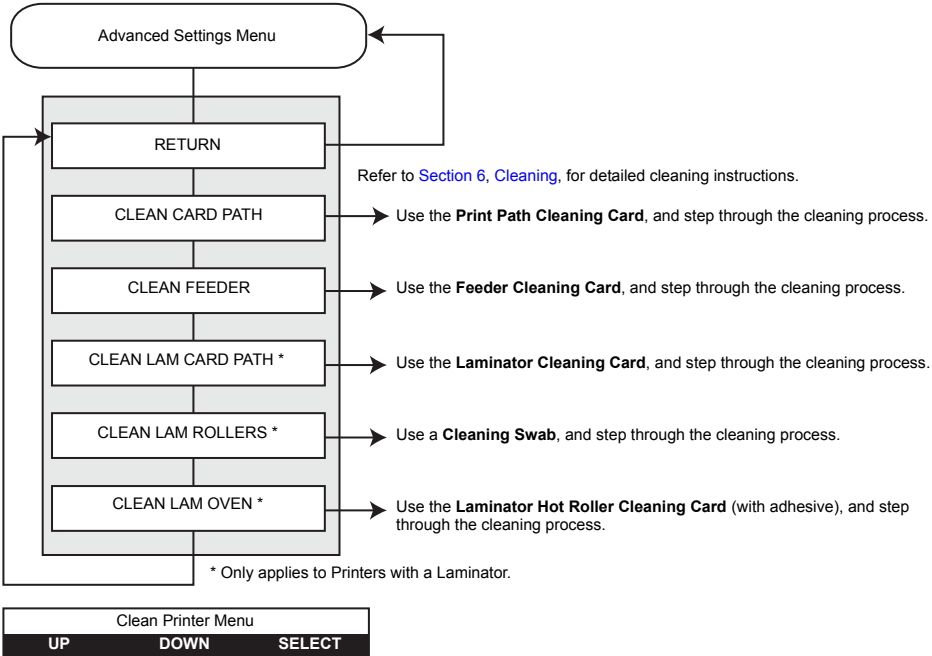 Advanced Settings Menu
RETURN
Refer to Section 6, Cleaning, for detailed cleaning instructions.
CLEAN CARD PATH
Use the Print Path Cleaning Card, and step through the cleaning process.
CLEAN FEEDER
Use the Feeder Cleaning Card, and step through the cleaning process.
CLEAN LAM CARD PATH *
Use the Laminator Cleaning Card, and step through the cleaning process.
CLEAN LAM ROLLERS *
Use a Cleaning Swab, and step through the cleaning process.
CLEAN LAM OVEN *
Use the Laminator Hot Roller Cleaning Card (with adhesive), and step
through the cleaning process.
* Only applies to Printers with a Laminator.
Clean Printer Menu
UP DOWN SELECT